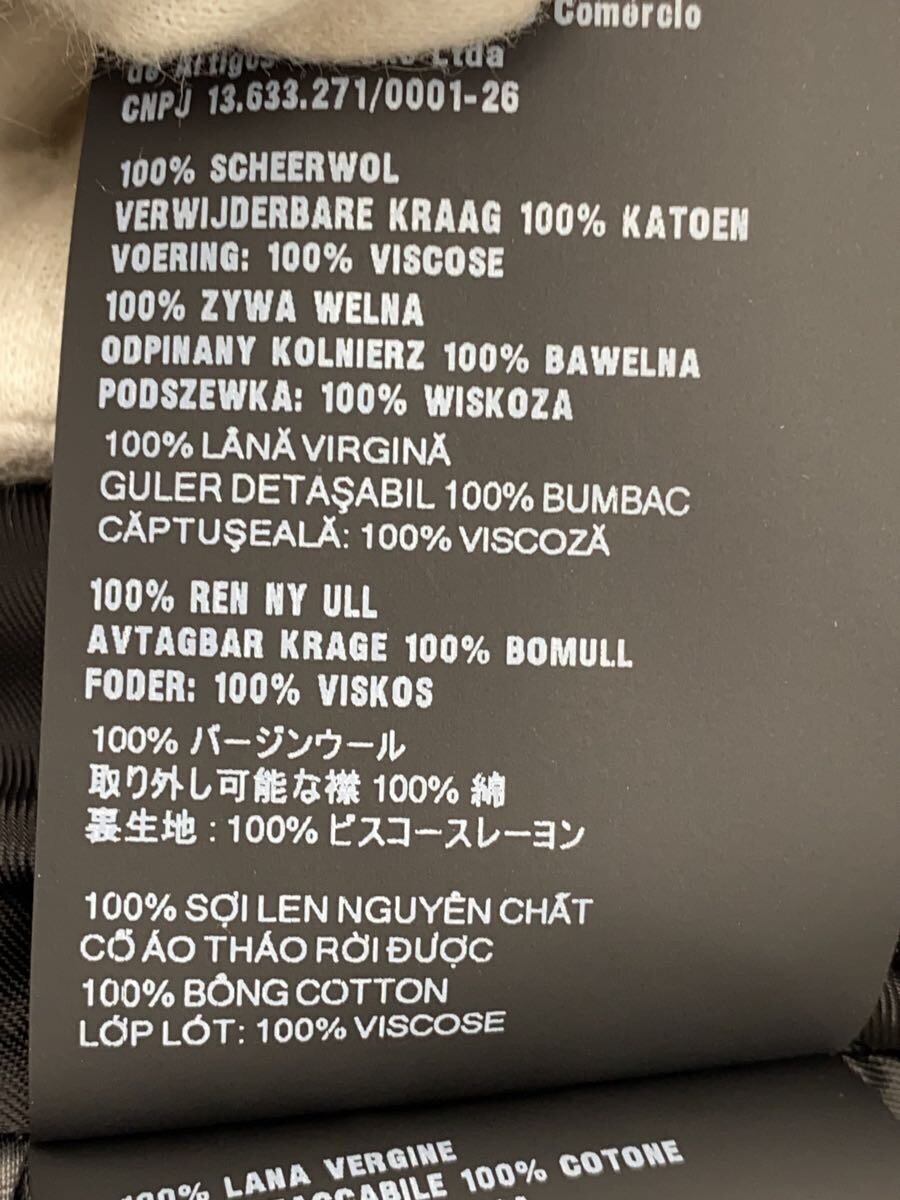 Comércio
de Artigos Ltda
CNPJ 13.633.271/0001-26
100% SCHEERWOL
VERWIJDERBARE KRAAG 100% KATOEN
VOERING: 100% VISCOSE
100% ZYWA WELNA
ODPINANY KOLNIERZ 100% BAWELNA
PODSZEWKA: 100% WISKOZA
100% LÂNĂ VIRGINĂ
GULER DETAŞABIL 100% BUMBAC
CĂPTUŞEALĂ: 100% VISCOZĂ
100% REN NY ULL
AVTAGBAR KRAGE 100% BOMULL
FODER: 100% VISKOS
100% バージンウール
取り外し可能な襟 100% 綿
裏生地 : 100% ビスコースレーヨン
100% SỢI LEN NGUYÊN CHẤT
CỔ ÁO THÁO RỜI ĐƯỢC
100% BÔNG COTTON
LỚP LÓT: 100% VISCOSE
100% LANA VERGINE
100% COTONE